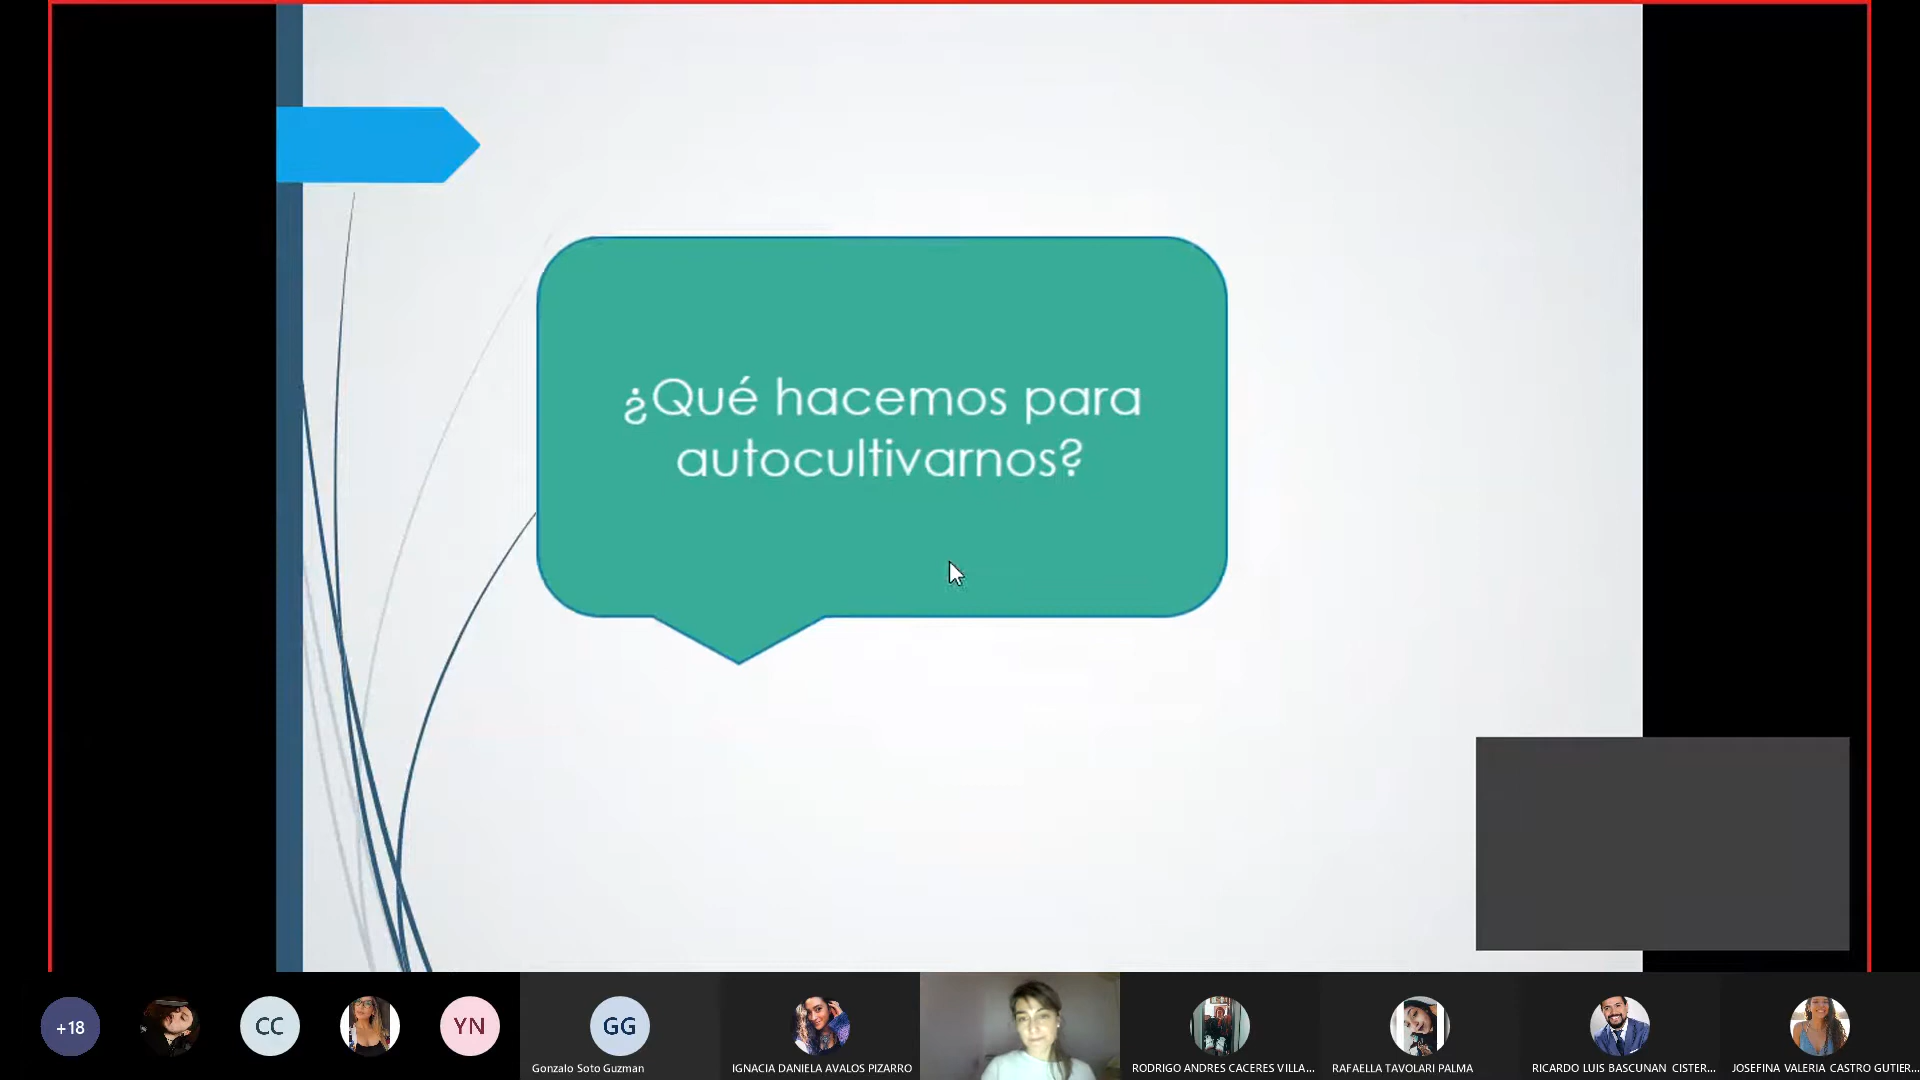 ¿Qué hacemos para
autocultivarnos?
+18
CC
YN
GG
Gonzalo Soto Guzman
IGNACIA DANIELA AVALOS PIZARRO
RODRIGO ANDRES CACERES VILLA...
RAFAELLA TAVOLARI PALMA
RICARDO LUIS BASCUNAN CISTER...
JOSEFINA VALERIA CASTRO GUTIER...